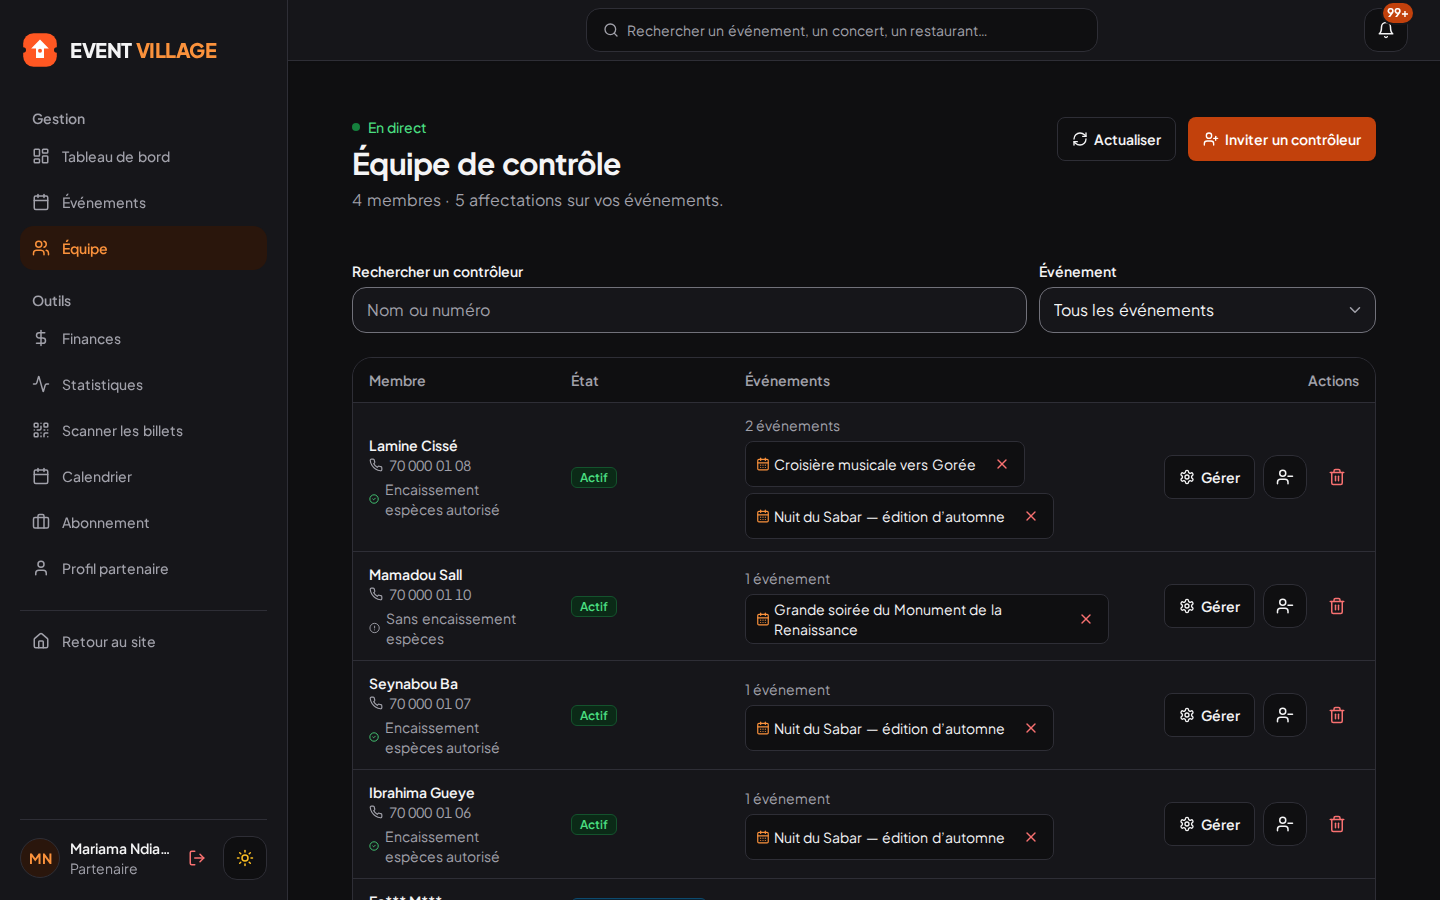 EVENT VILLAGE
Rechercher un événement, un concert, un restaurant...
99+
Gestion
Tableau de bord
Événements
Équipe
Outils
Finances
Statistiques
Scanner les billets
Calendrier
Abonnement
Profil partenaire
Retour au site
MN
Mariama Ndia...
Partenaire
En direct
Équipe de contrôle
4 membres · 5 affectations sur vos événements.
Actualiser
Inviter un contrôleur
Rechercher un contrôleur
Nom ou numéro
Événement
Tous les événements
Membre État Événements Actions
Lamine Cissé
70 000 01 08
Encaissement
espèces autorisé
Actif
2 événements
Croisière musicale vers Gorée
Nuit du Sabar — édition d'automne
Gérer
Mamadou Sall
70 000 01 10
Sans encaissement
espèces
Actif
1 événement
Grande soirée du Monument de la
Renaissance
Gérer
Seynabou Ba
70 000 01 07
Encaissement
espèces autorisé
Actif
1 événement
Nuit du Sabar — édition d'automne
Gérer
Ibrahima Gueye
70 000 01 06
Encaissement
espèces autorisé
Actif
1 événement
Nuit du Sabar — édition d'automne
Gérer